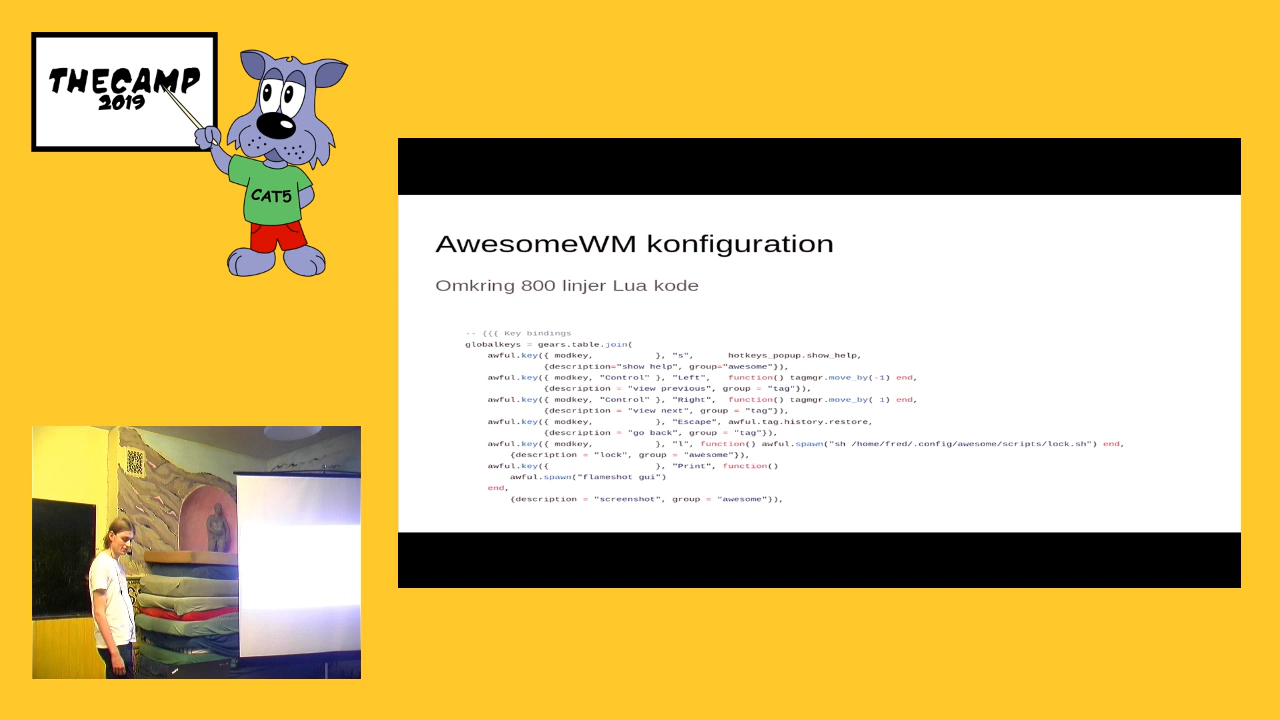 THECAMP
2019
CAT5
AwesomeWM konfiguration
Omkring 800 linjer Lua kode
-- {{{ Key bindings
globalkeys = gears.table.join(
    awful.key({ modkey,           }, "s",      hotkeys_popup.show_help,
              {description="show help", group="awesome"}),
    awful.key({ modkey, "Control" }, "Left",   function() tagmgr.move_by(-1) end,
              {description = "view previous", group = "tag"}),
    awful.key({ modkey, "Control" }, "Right",  function() tagmgr.move_by( 1) end,
              {description = "view next", group = "tag"}),
    awful.key({ modkey,           }, "Escape", awful.tag.history.restore,
              {description = "go back", group = "tag"}),
    awful.key({ modkey,           }, "l", function() awful.spawn("sh /home/fred/.config/awesome/scripts/lock.sh") end,
        {description = "lock", group = "awesome"}),
    awful.key({                   }, "Print", function()
        awful.spawn("flameshot gui")
    end,
        {description = "screenshot", group = "awesome"}),